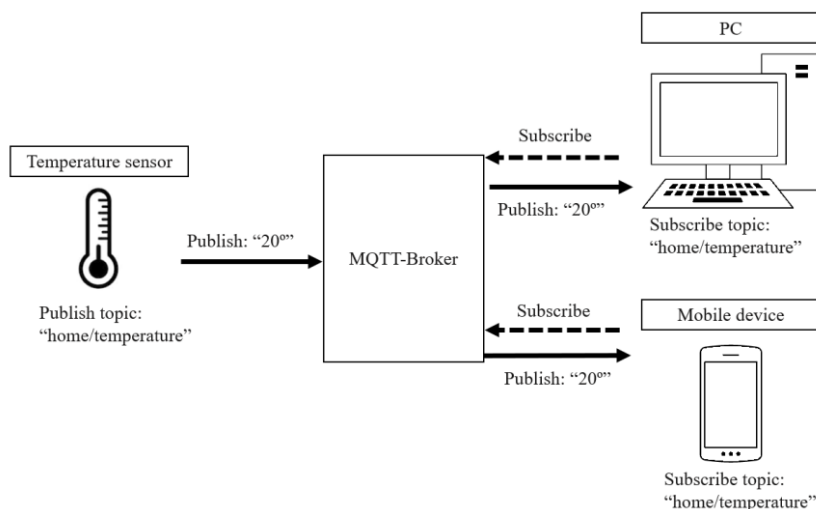 PC
Subscribe
Temperature sensor
Publish: “20º”
Publish: “20º”
MQTT-Broker
Subscribe topic:
“home/temperature”
Publish topic:
“home/temperature”
Subscribe
Mobile device
Publish: “20º”
Subscribe topic:
“home/temperature”